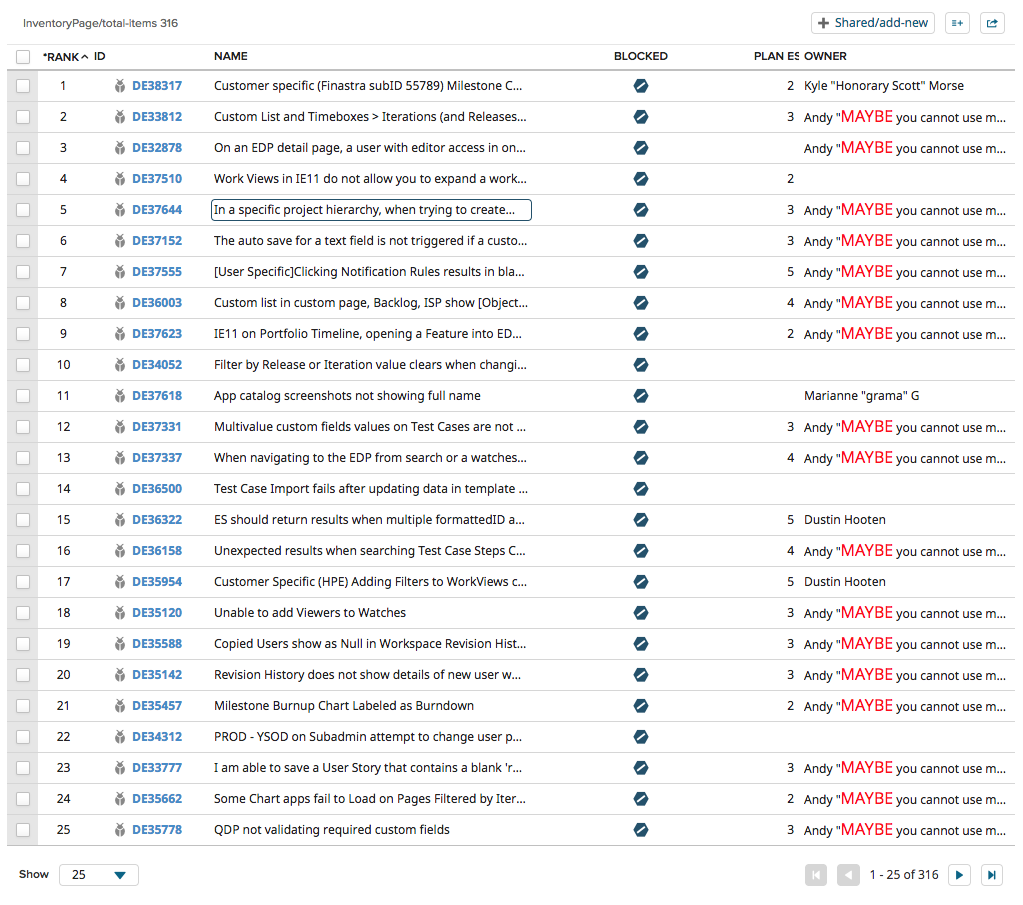 InventoryPage/total-items 316
Shared/add-new
*RANK ID NAME BLOCKED PLAN ES OWNER
1 DE38317 Customer specific (Finastra subID 55789) Milestone C... 2 Kyle "Honorary Scott" Morse
2 DE33812 Custom List and Timeboxes > Iterations (and Releases... 3 Andy "MAYBE you cannot use m...
3 DE32878 On an EDP detail page, a user with editor access in on... Andy "MAYBE you cannot use m...
4 DE37510 Work Views in IE11 do not allow you to expand a work... 2
5 DE37644 In a specific project hierarchy, when trying to create... 3 Andy "MAYBE you cannot use m...
6 DE37152 The auto save for a text field is not triggered if a custo... 3 Andy "MAYBE you cannot use m...
7 DE37555 [User Specific]Clicking Notification Rules results in bla... 5 Andy "MAYBE you cannot use m...
8 DE36003 Custom list in custom page, Backlog, ISP show [Object... 4 Andy "MAYBE you cannot use m...
9 DE37623 IE11 on Portfolio Timeline, opening a Feature into ED... 2 Andy "MAYBE you cannot use m...
10 DE34052 Filter by Release or Iteration value clears when changi...
11 DE37618 App catalog screenshots not showing full name Marianne "grama" G
12 DE37331 Multivalue custom fields values on Test Cases are not ... 3 Andy "MAYBE you cannot use m...
13 DE37337 When navigating to the EDP from search or a watches... 4 Andy "MAYBE you cannot use m...
14 DE36500 Test Case Import fails after updating data in template ...
15 DE36322 ES should return results when multiple formattedID a... 5 Dustin Hooten
16 DE36158 Unexpected results when searching Test Case Steps C... 4 Andy "MAYBE you cannot use m...
17 DE35954 Customer Specific (HPE) Adding Filters to WorkViews c... 5 Dustin Hooten
18 DE35120 Unable to add Viewers to Watches 3 Andy "MAYBE you cannot use m...
19 DE35588 Copied Users show as Null in Workspace Revision Hist... 3 Andy "MAYBE you cannot use m...
20 DE35142 Revision History does not show details of new user w... 3 Andy "MAYBE you cannot use m...
21 DE35457 Milestone Burnup Chart Labeled as Burndown 2 Andy "MAYBE you cannot use m...
22 DE34312 PROD - YSOD on Subadmin attempt to change user p...
23 DE33777 I am able to save a User Story that contains a blank 'r... 3 Andy "MAYBE you cannot use m...
24 DE35662 Some Chart apps fail to Load on Pages Filtered by Iter... 2 Andy "MAYBE you cannot use m...
25 DE35778 QDP not validating required custom fields 3 Andy "MAYBE you cannot use m...
Show 25 1 - 25 of 316